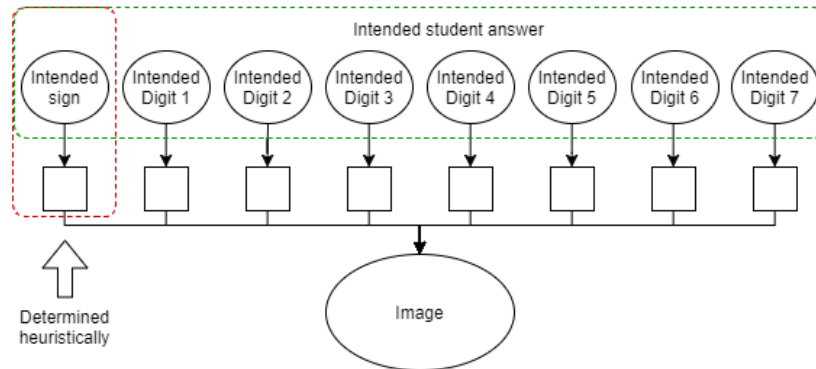 Intended student answer
Intended
sign
Intended
Digit 1
Intended
Digit 2
Intended
Digit 3
Intended
Digit 4
Intended
Digit 5
Intended
Digit 6
Intended
Digit 7
Determined
heuristically
Image